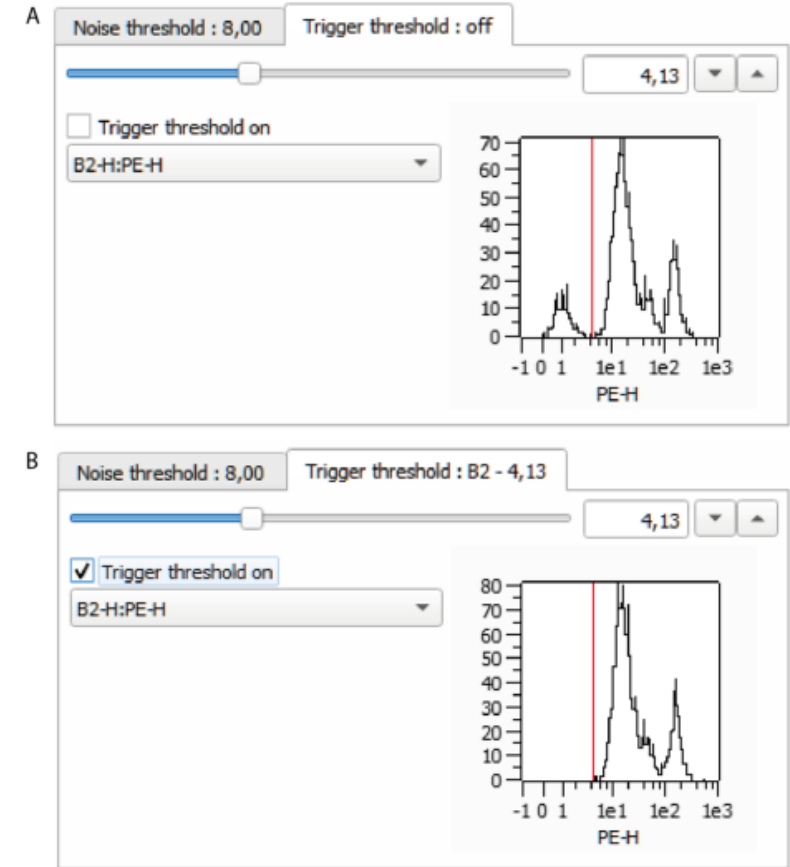 A
Noise threshold : 8,00
Trigger threshold : off
4,13
Trigger threshold on
B2-H:PE-H
70
60
50
40
30
20
10
0
-1 0 1 1e1 1e2 1e3
PE-H
B
Noise threshold : 8,00
Trigger threshold : B2 - 4,13
4,13
Trigger threshold on
B2-H:PE-H
80
70
60
50
40
30
20
10
0
-1 0 1 1e1 1e2 1e3
PE-H